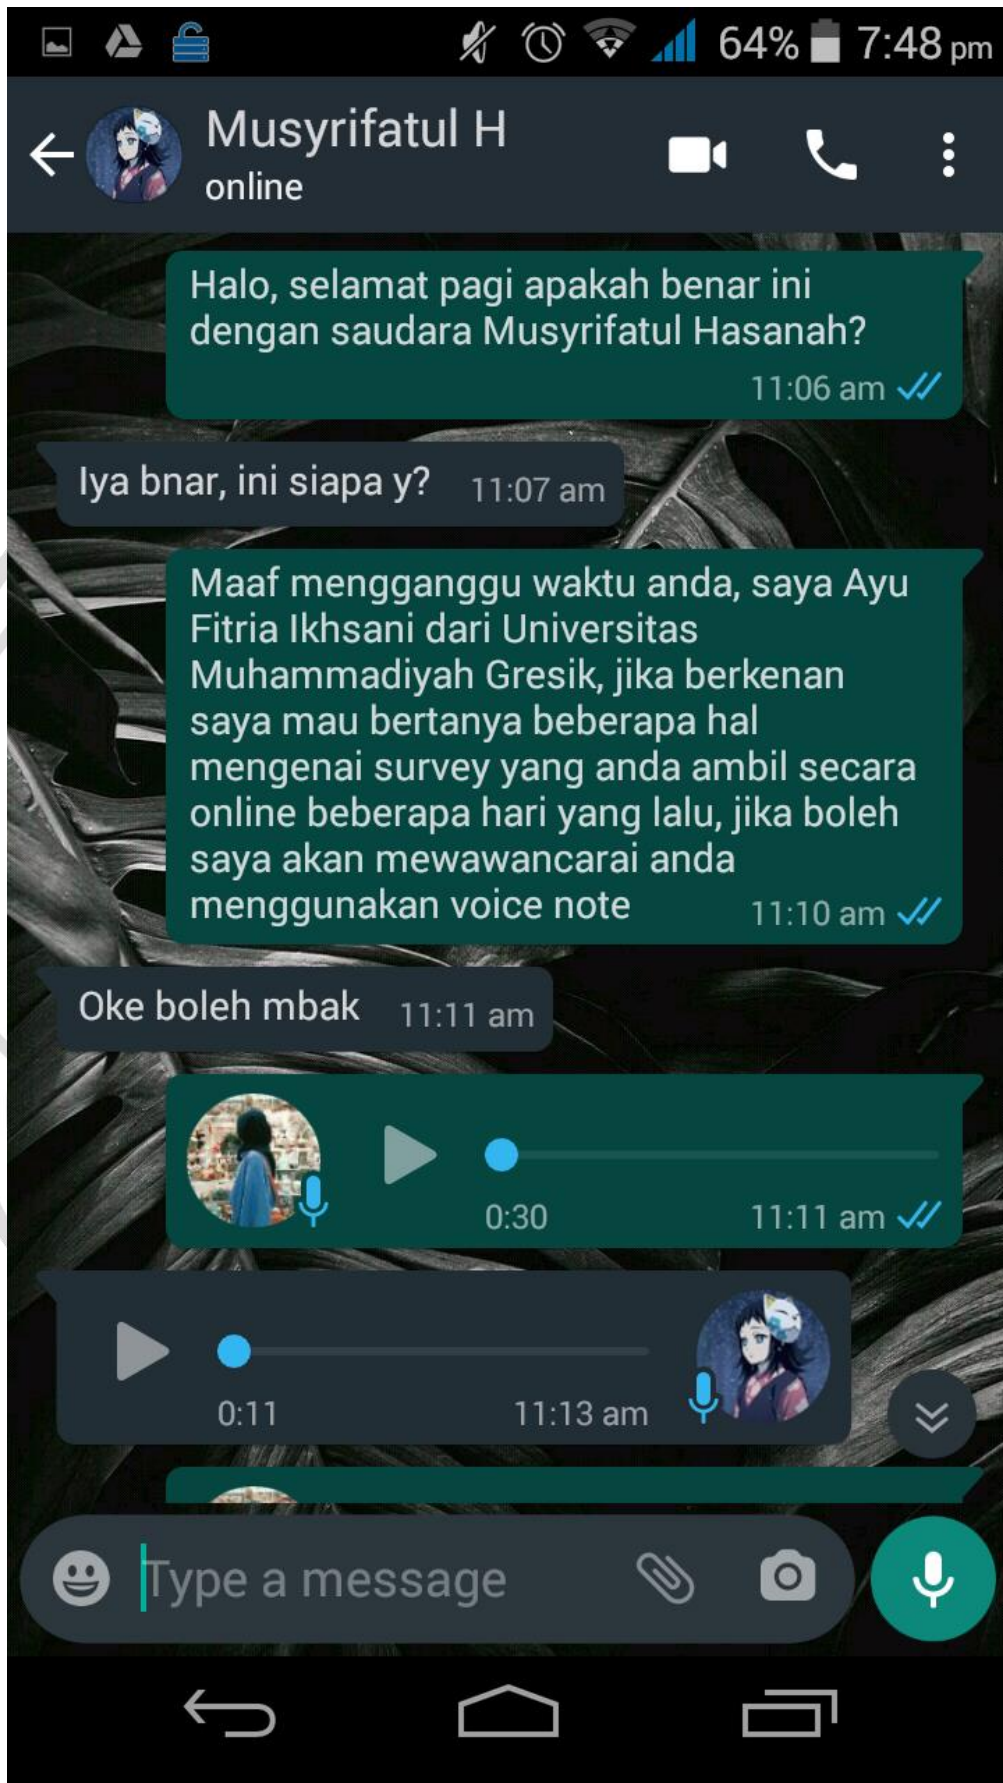 64% 7:48 pm
Musyrifatul H
online
Halo, selamat pagi apakah benar ini
dengan saudara Musyrifatul Hasanah?
11:06 am
Iya bnar, ini siapa y? 11:07 am
Maaf mengganggu waktu anda, saya Ayu
Fitria Ikhsani dari Universitas
Muhammadiyah Gresik, jika berkenan
saya mau bertanya beberapa hal
mengenai survey yang anda ambil secara
online beberapa hari yang lalu, jika boleh
saya akan mewawancarai anda
menggunakan voice note 11:10 am
Oke boleh mbak 11:11 am
0:30 11:11 am
0:11 11:13 am
Type a message